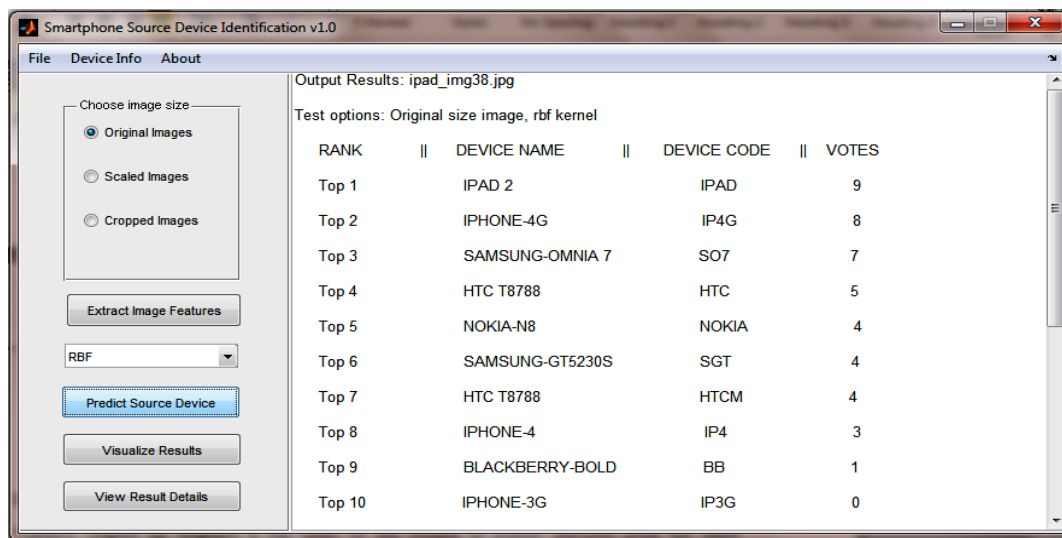 Smartphone Source Device Identification v1.0
File Device Info About
Choose image size
Original Images
Scaled Images
Cropped Images
Extract Image Features
RBF
Predict Source Device
Visualize Results
View Result Details
Output Results: ipad_img38.jpg
Test options: Original size image, rbf kernel
RANK || DEVICE NAME || DEVICE CODE || VOTES
Top 1 IPAD 2 IPAD 9
Top 2 IPHONE-4G IP4G 8
Top 3 SAMSUNG-OMNIA 7 SO7 7
Top 4 HTC T8788 HTC 5
Top 5 NOKIA-N8 NOKIA 4
Top 6 SAMSUNG-GT5230S SGT 4
Top 7 HTC T8788 HTCM 4
Top 8 IPHONE-4 IP4 3
Top 9 BLACKBERRY-BOLD BB 1
Top 10 IPHONE-3G IP3G 0